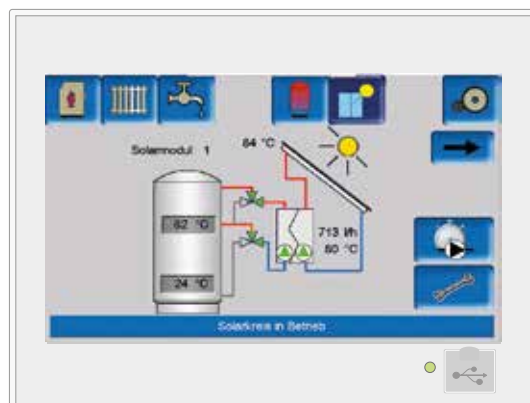 Solarmodul 1
84 °C
62 °C
713 l/h
60 °C
24 °C
Solarkreis in Betrieb